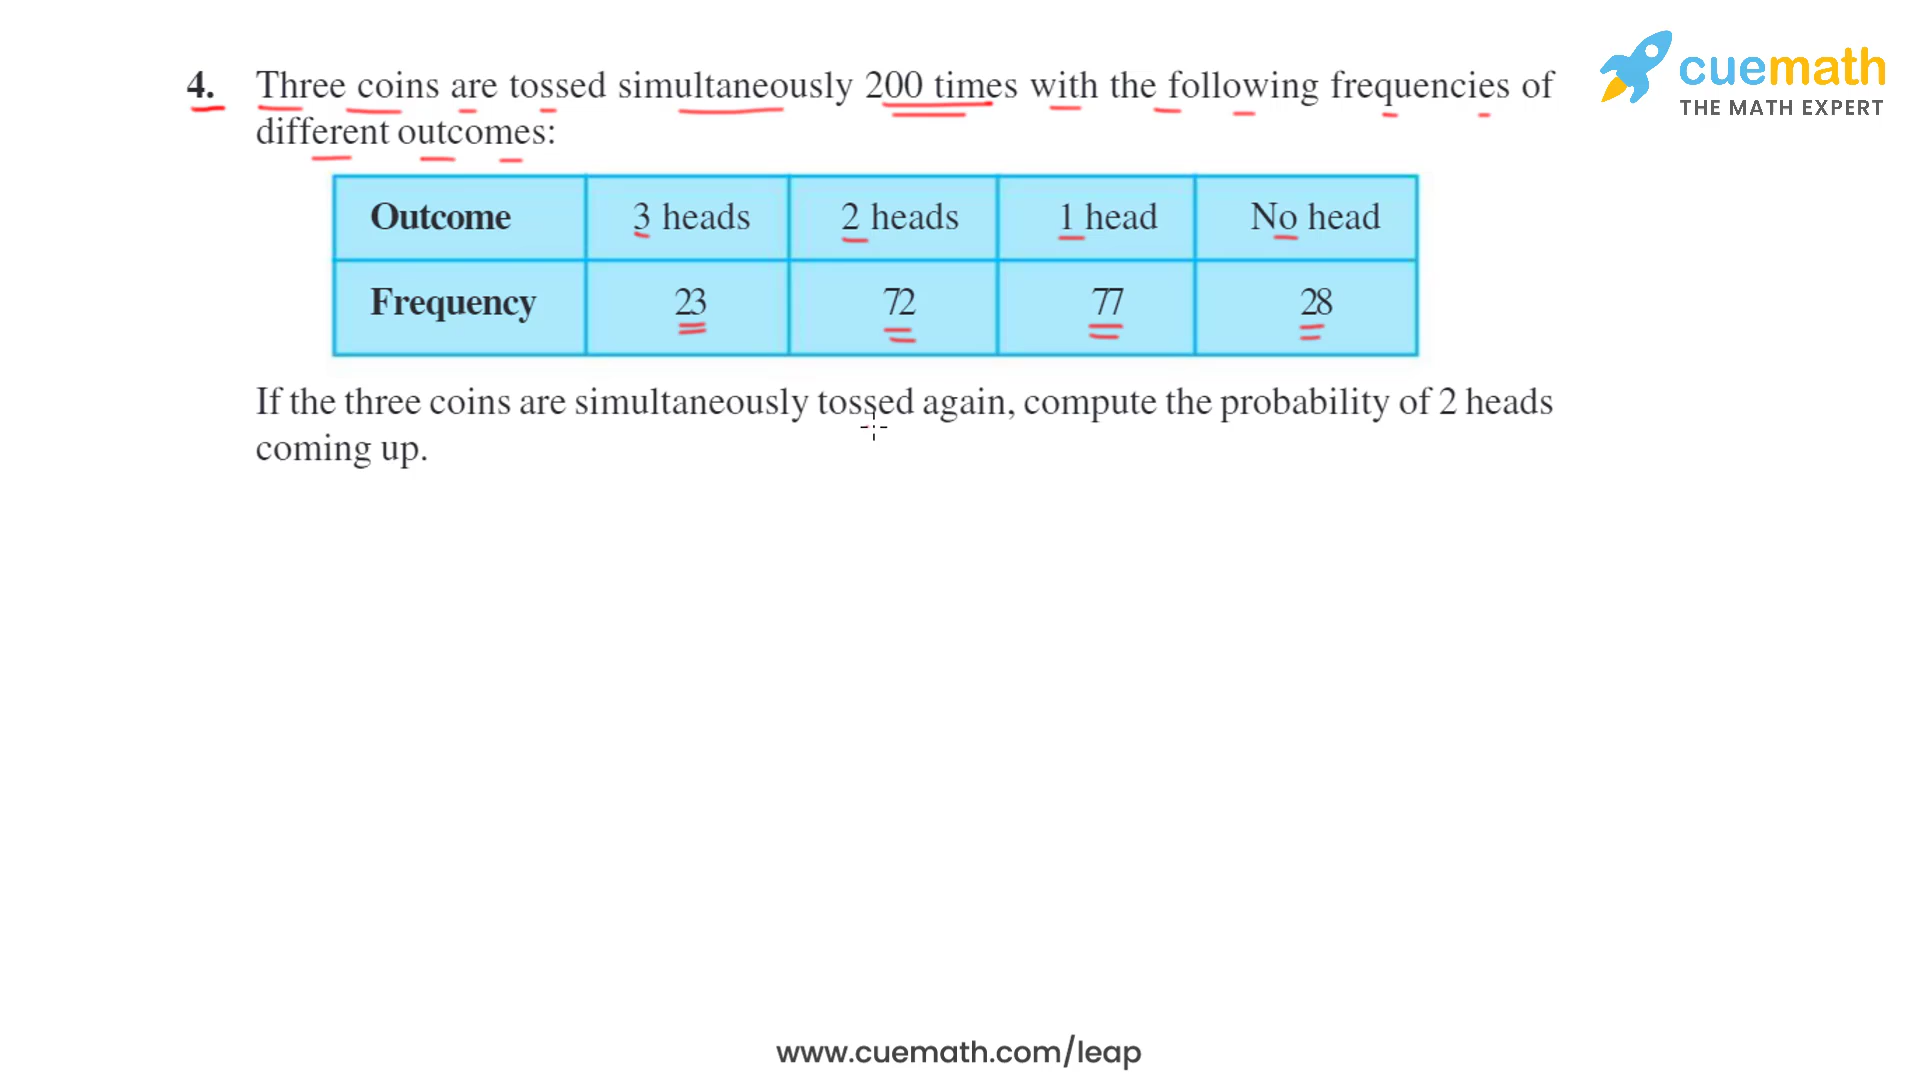 cuemath
THE MATH EXPERT
4. Three coins are tossed simultaneously 200 times with the following frequencies of
different outcomes:
Outcome 3 heads 2 heads 1 head No head
Frequency 23 72 77 28
If the three coins are simultaneously tossed again, compute the probability of 2 heads
coming up.
www.cuemath.com/leap